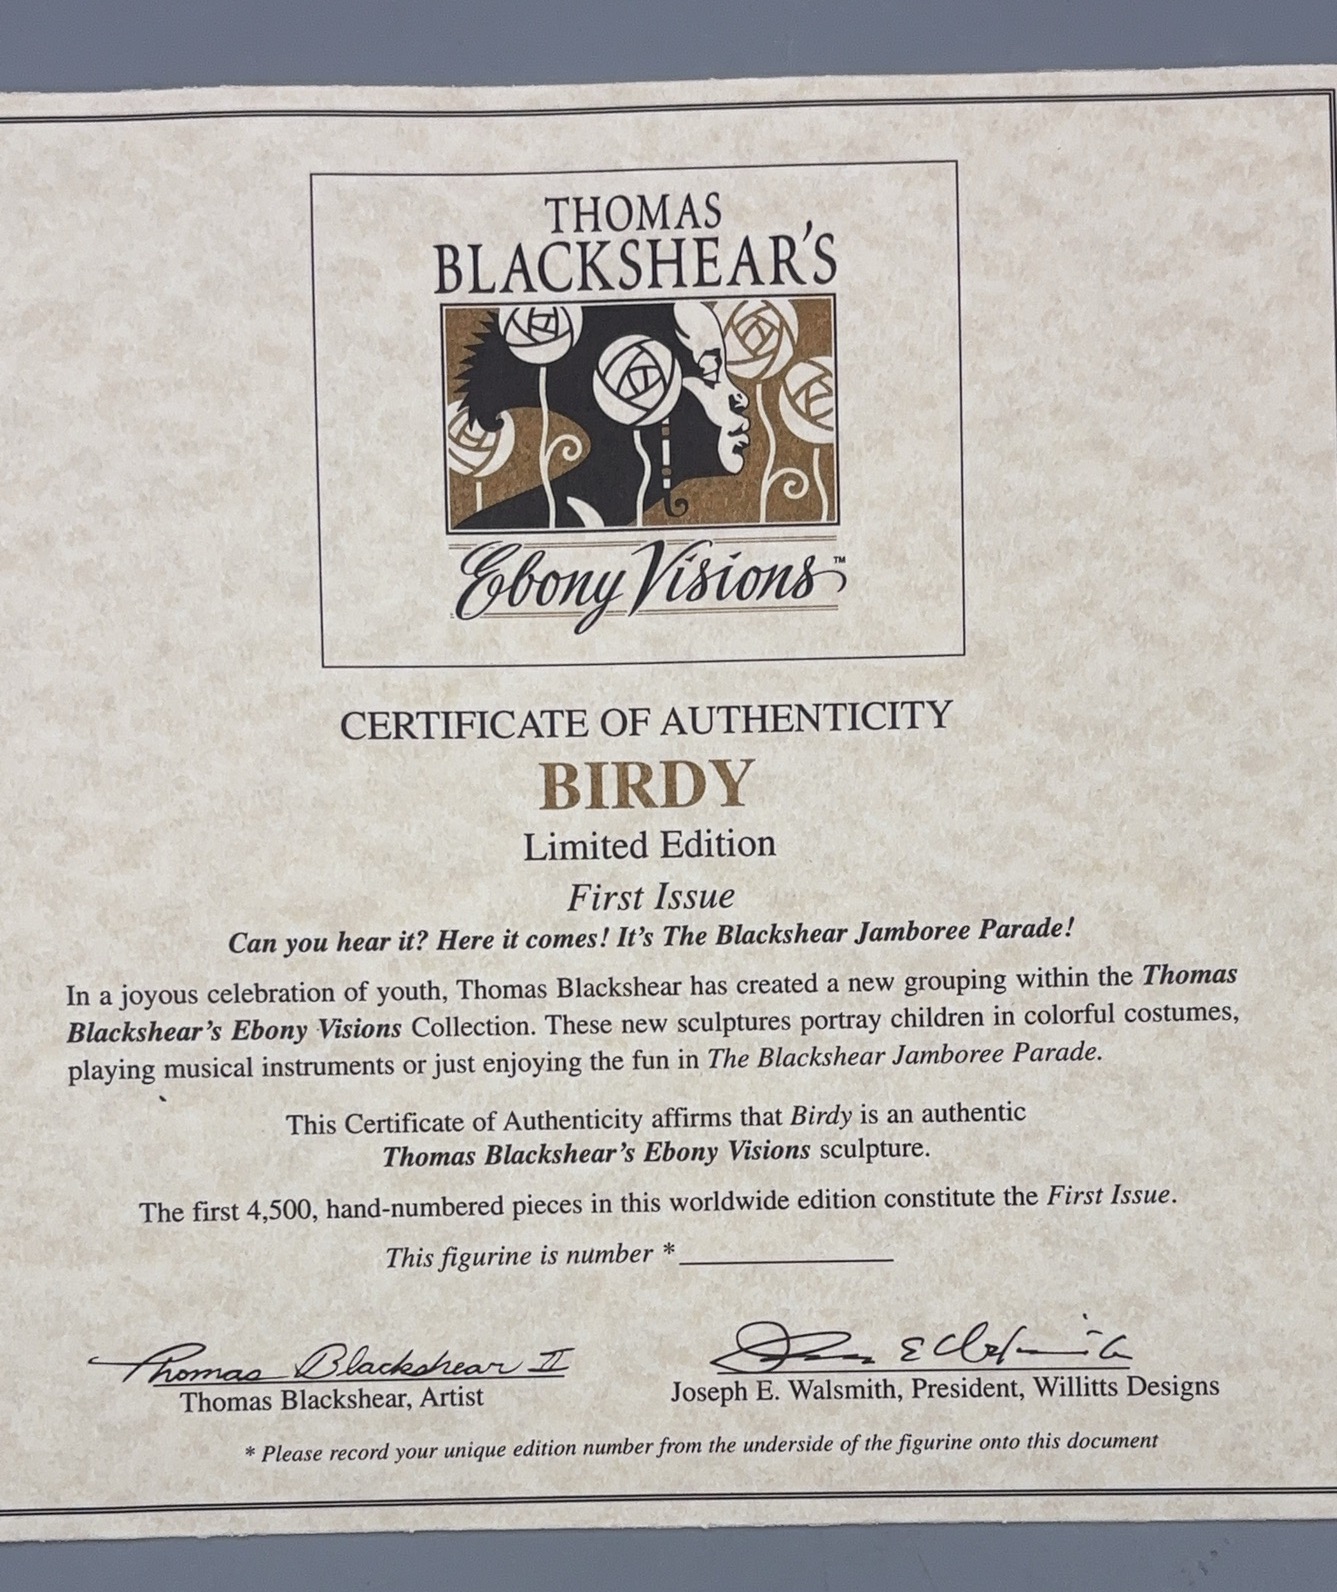 THOMAS
BLACKSHEAR'S
Ebony Visions™
CERTIFICATE OF AUTHENTICITY
BIRDY
Limited Edition
First Issue
Can you hear it? Here it comes! It's The Blackshear Jamboree Parade!
In a joyous celebration of youth, Thomas Blackshear has created a new grouping within the Thomas
Blackshear's Ebony Visions Collection. These new sculptures portray children in colorful costumes,
playing musical instruments or just enjoying the fun in The Blackshear Jamboree Parade.
This Certificate of Authenticity affirms that Birdy is an authentic
Thomas Blackshear's Ebony Visions sculpture.
The first 4,500, hand-numbered pieces in this worldwide edition constitute the First Issue.
This figurine is number *
Thomas Blackshear II
Thomas Blackshear, Artist
Joseph E. Walsmith, President, Willitts Designs
* Please record your unique edition number from the underside of the figurine onto this document